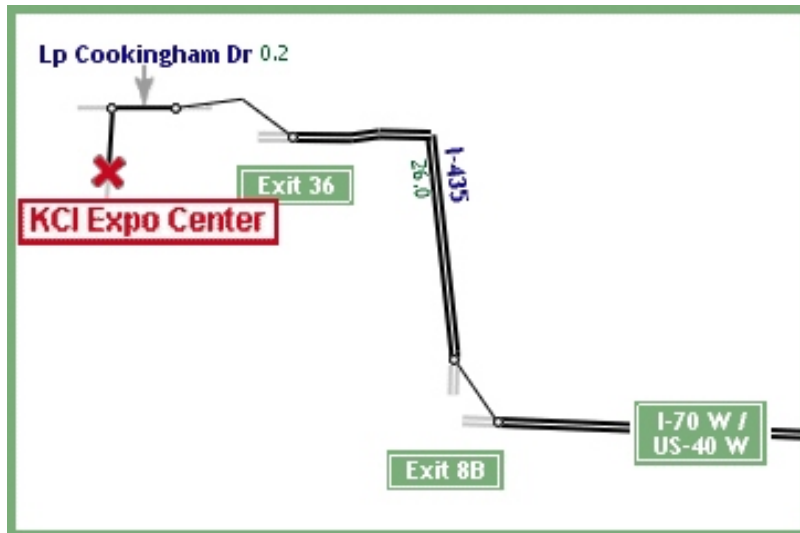 Lp Cookingham Dr 0.2
I-435
26.0
Exit 36
KCI Expo Center
I-70 W /
US-40 W
Exit 8B